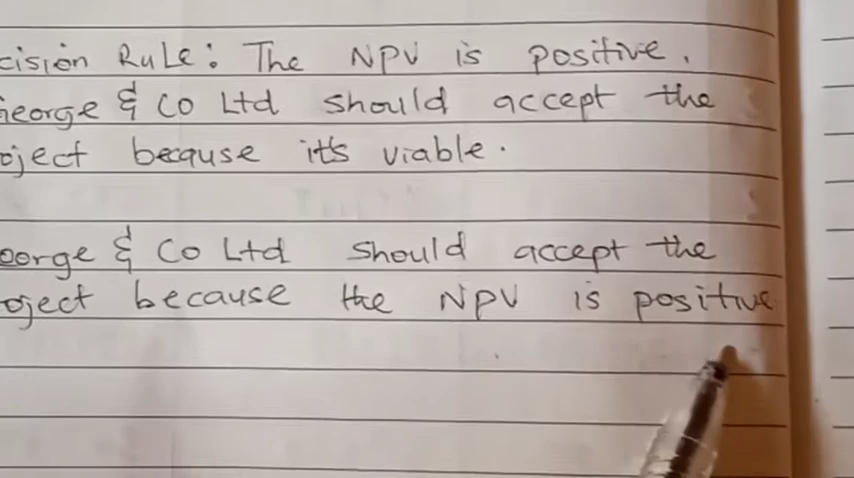 cision Rule: The NPV is positive.
George & Co Ltd should accept the
oject because it's viable.
eorge & Co Ltd should accept the
oject because the NPV is positive